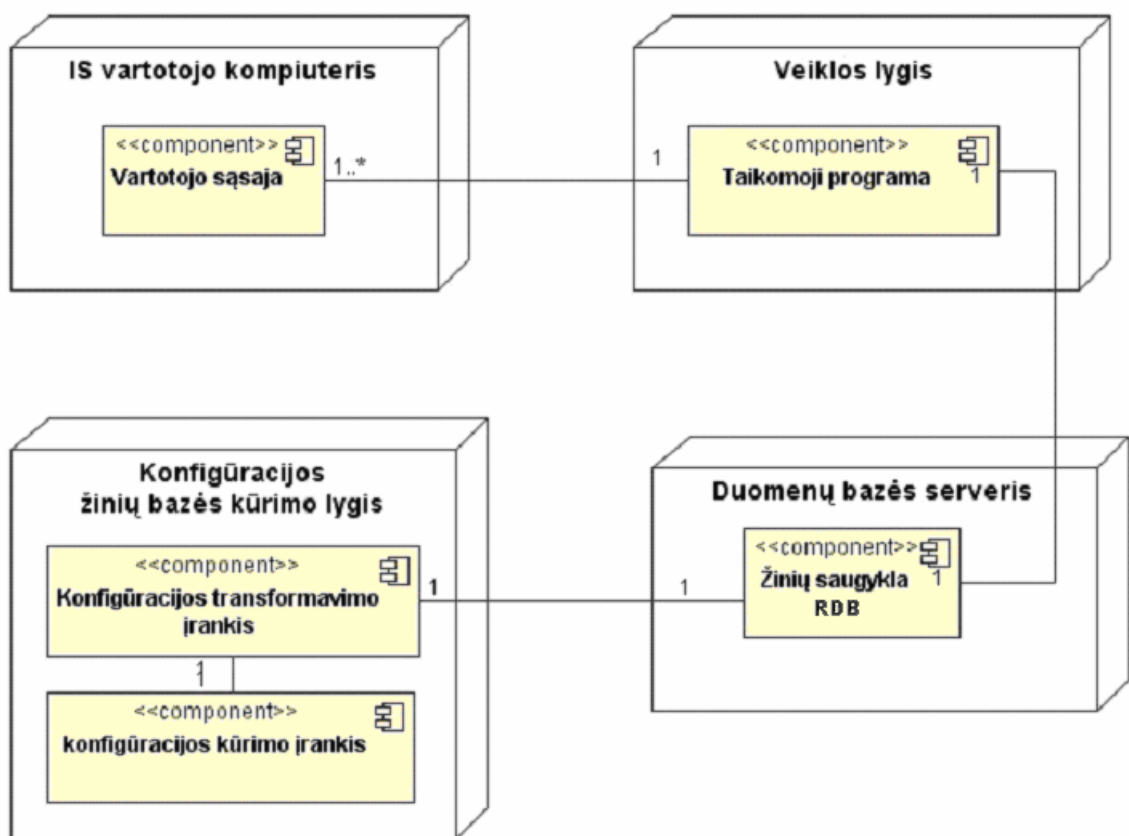 IS vartotojo kompiuteris
<<component>>
Vartotojo sąsaja
1..*
1
Veiklos lygis
<<component>>
Taikomoji programa
1
Konfigūracijos
žinių bazės kūrimo lygis
<<component>>
Konfigūracijos transformavimo
įrankis
1
1
1
<<component>>
konfigūracijos kūrimo įrankis
1
Duomenų bazės serveris
<<component>>
Žinių saugykla
1
RDB